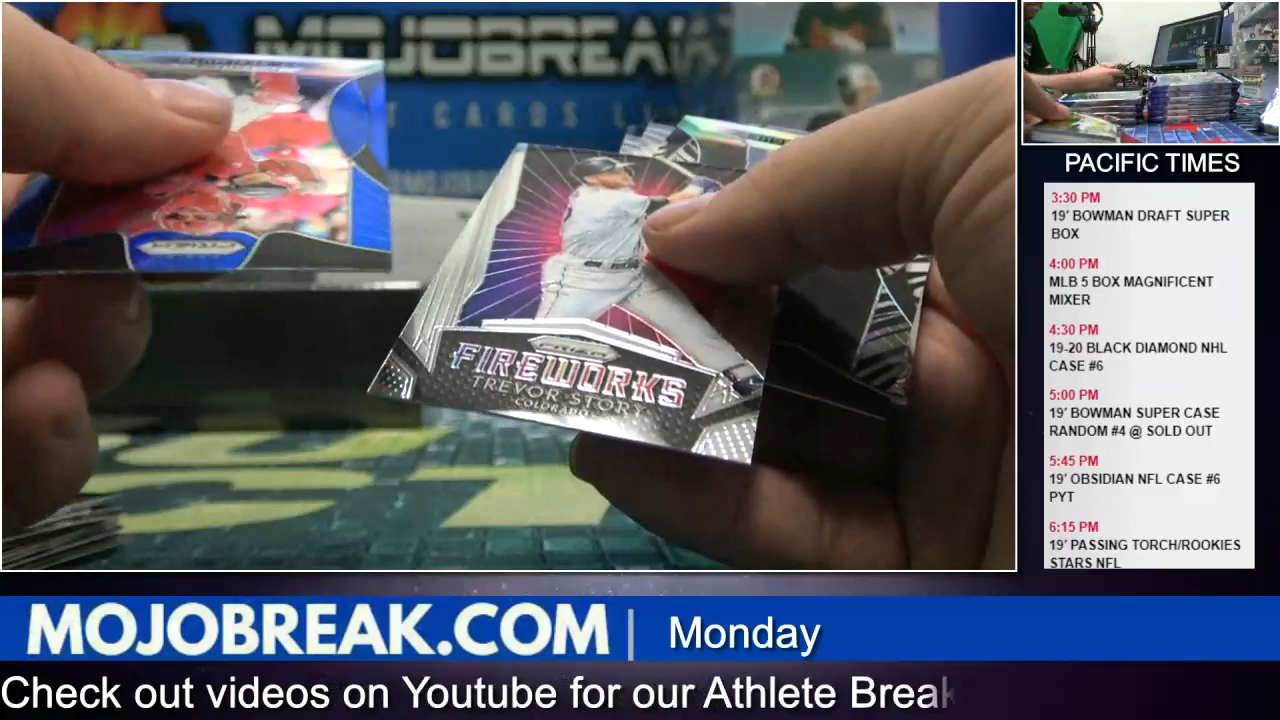 MOJOBREAK
T CARDS LI
PRIZM
FIREWORKS
TREVOR STORY
COLORADO
PACIFIC TIMES
3:30 PM
19' BOWMAN DRAFT SUPER
BOX
4:00 PM
MLB 5 BOX MAGNIFICENT
MIXER
4:30 PM
19-20 BLACK DIAMOND NHL
CASE #6
5:00 PM
19' BOWMAN SUPER CASE
RANDOM #4 @ SOLD OUT
5:45 PM
19' OBSIDIAN NFL CASE #6
PYT
6:15 PM
19' PASSING TORCH/ROOKIES
STARS NFL
MOJOBREAK.COM | Monday
Check out videos on Youtube for our Athlete Break